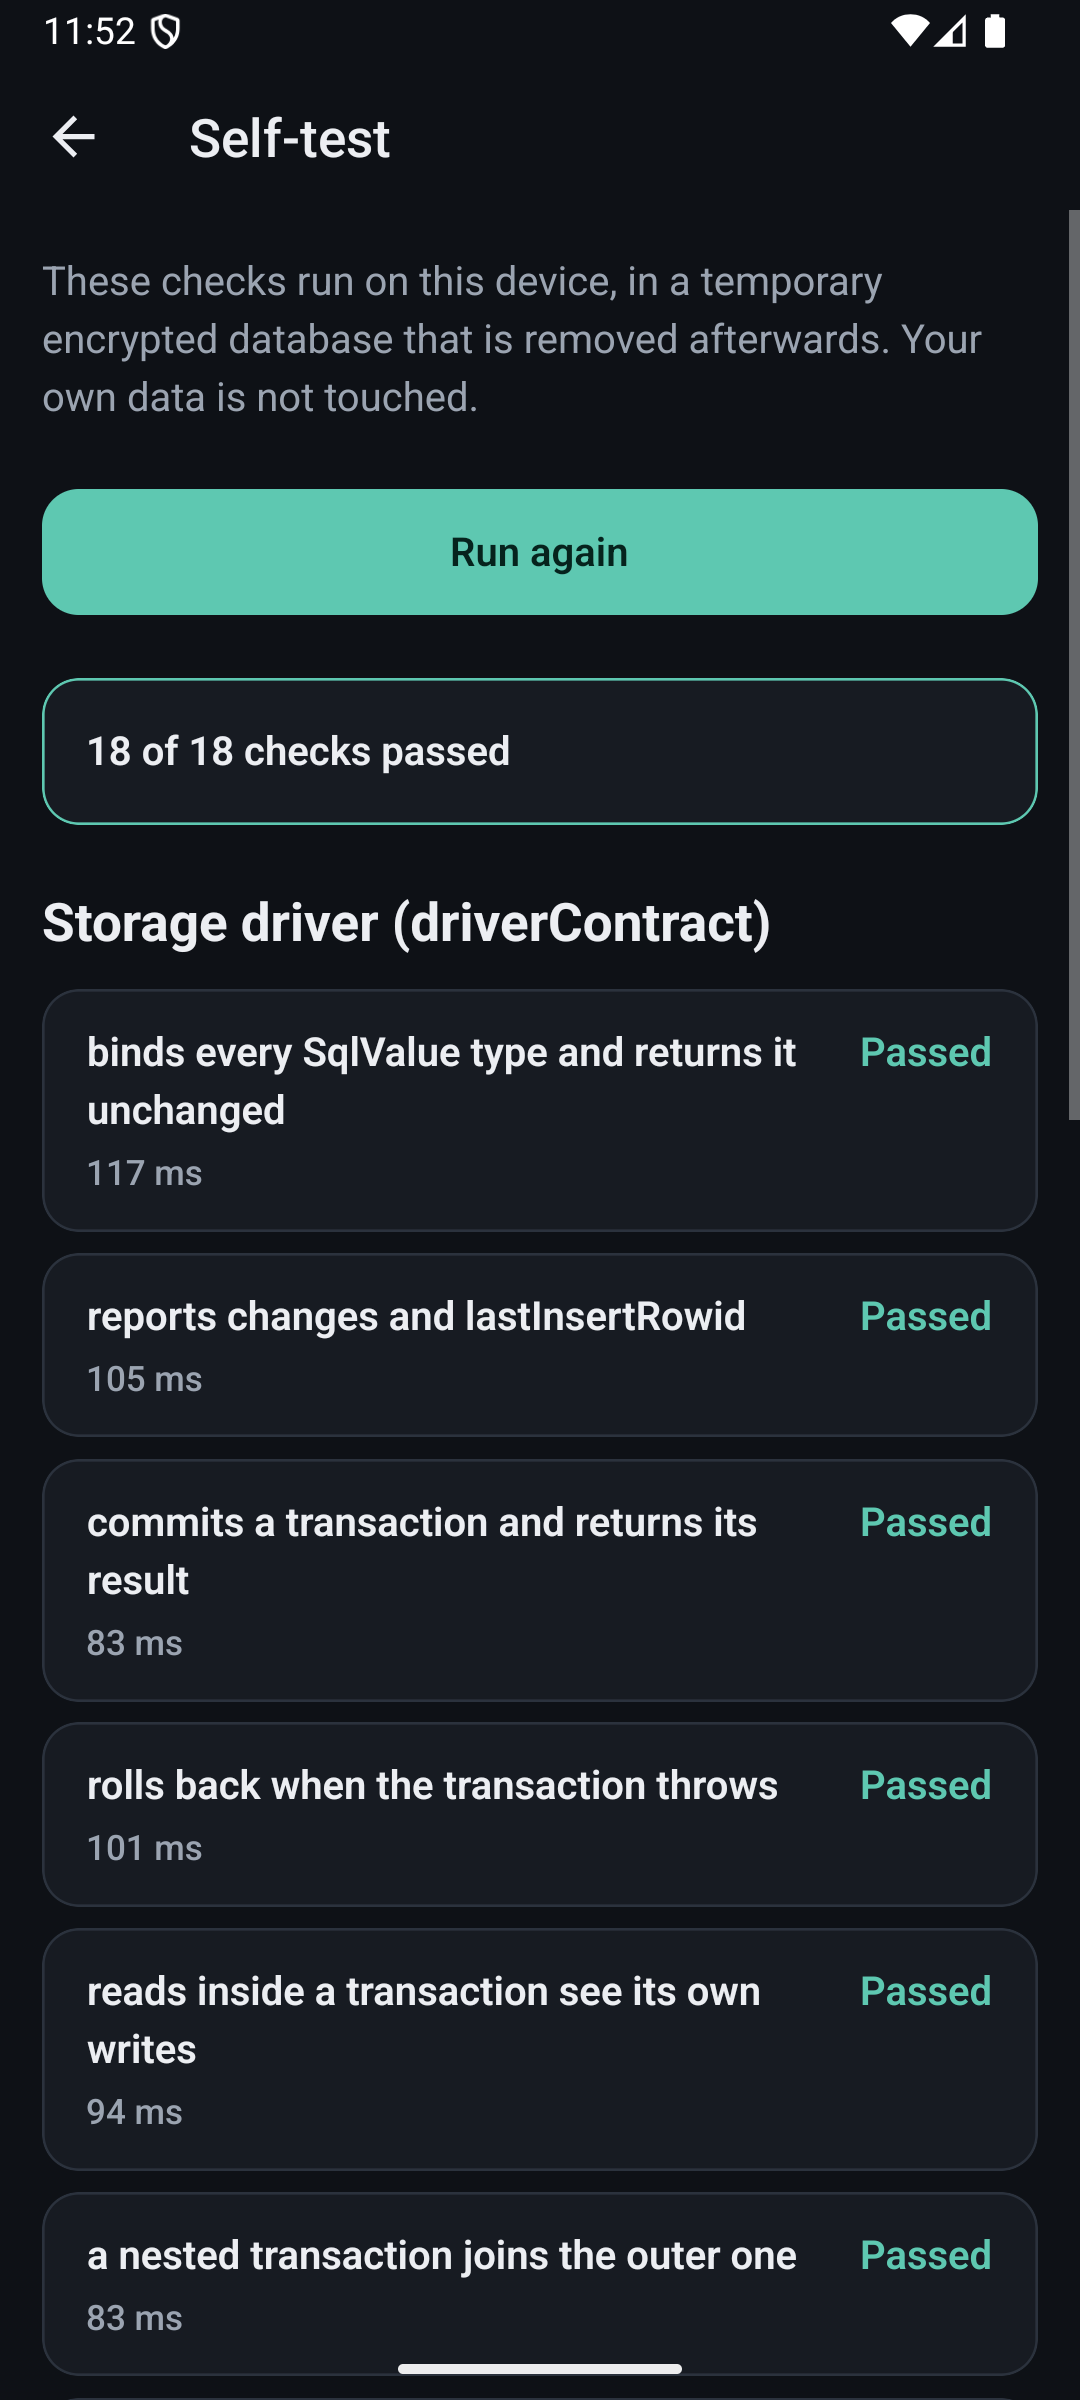 11:52
Self-test
These checks run on this device, in a temporary
encrypted database that is removed afterwards. Your
own data is not touched.
Run again
18 of 18 checks passed
Storage driver (driverContract)
binds every SqlValue type and returns it
unchanged
Passed
117 ms
reports changes and lastInsertRowid
Passed
105 ms
commits a transaction and returns its
result
Passed
83 ms
rolls back when the transaction throws
Passed
101 ms
reads inside a transaction see its own
writes
Passed
94 ms
a nested transaction joins the outer one
Passed
83 ms